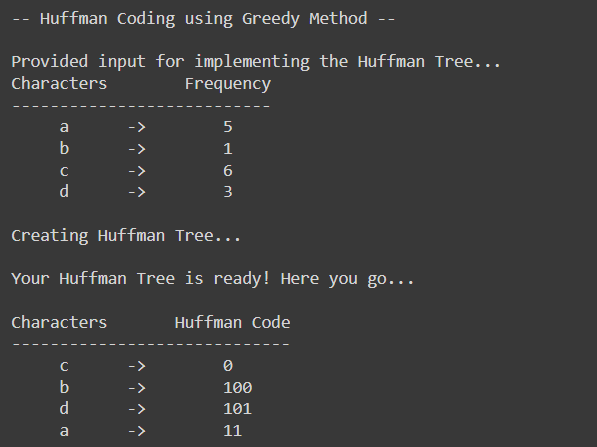 -- Huffman Coding using Greedy Method --
Provided input for implementing the Huffman Tree...
Characters        Frequency
---------------------------
     a      ->        5
     b      ->        1
     c      ->        6
     d      ->        3
Creating Huffman Tree...
Your Huffman Tree is ready! Here you go...
Characters       Huffman Code
-----------------------------
     c      ->        0
     b      ->        100
     d      ->        101
     a      ->        11